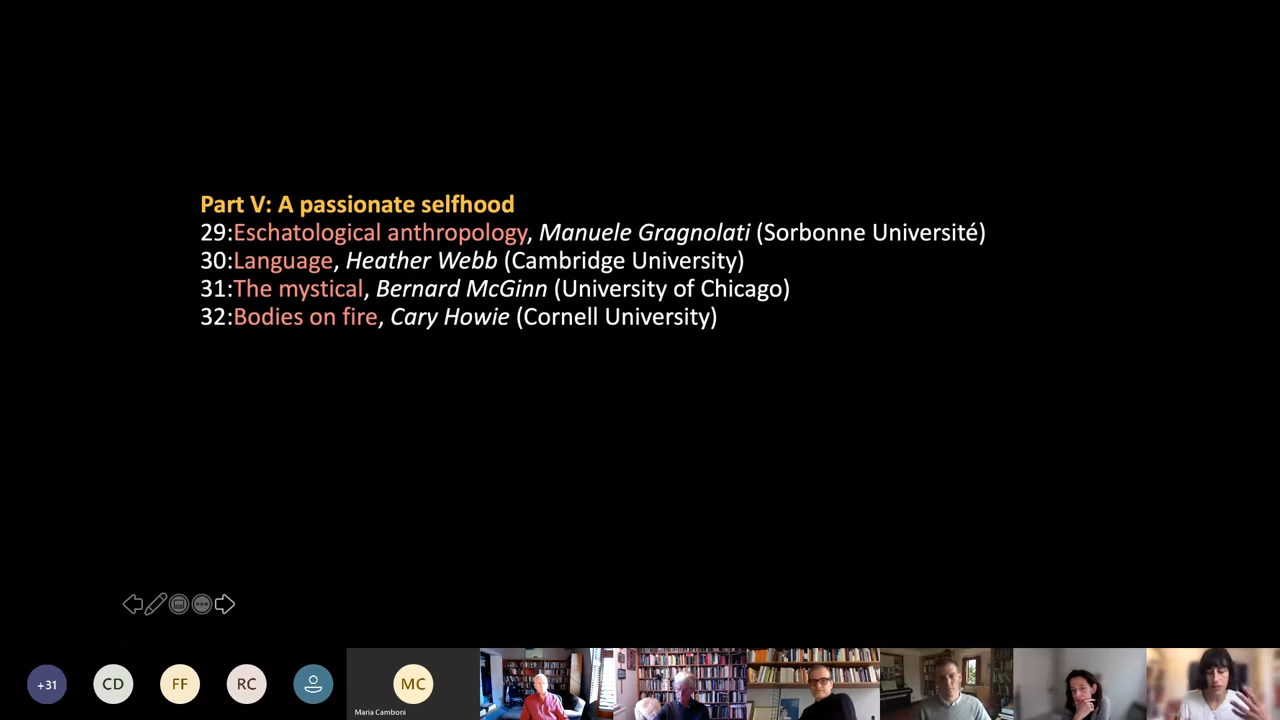 Part V: A passionate selfhood
29:Eschatological anthropology, Manuele Gragnolati (Sorbonne Université)
30:Language, Heather Webb (Cambridge University)
31:The mystical, Bernard McGinn (University of Chicago)
32:Bodies on fire, Cary Howie (Cornell University)
+31
CD
FF
RC
MC
Maria Camboni